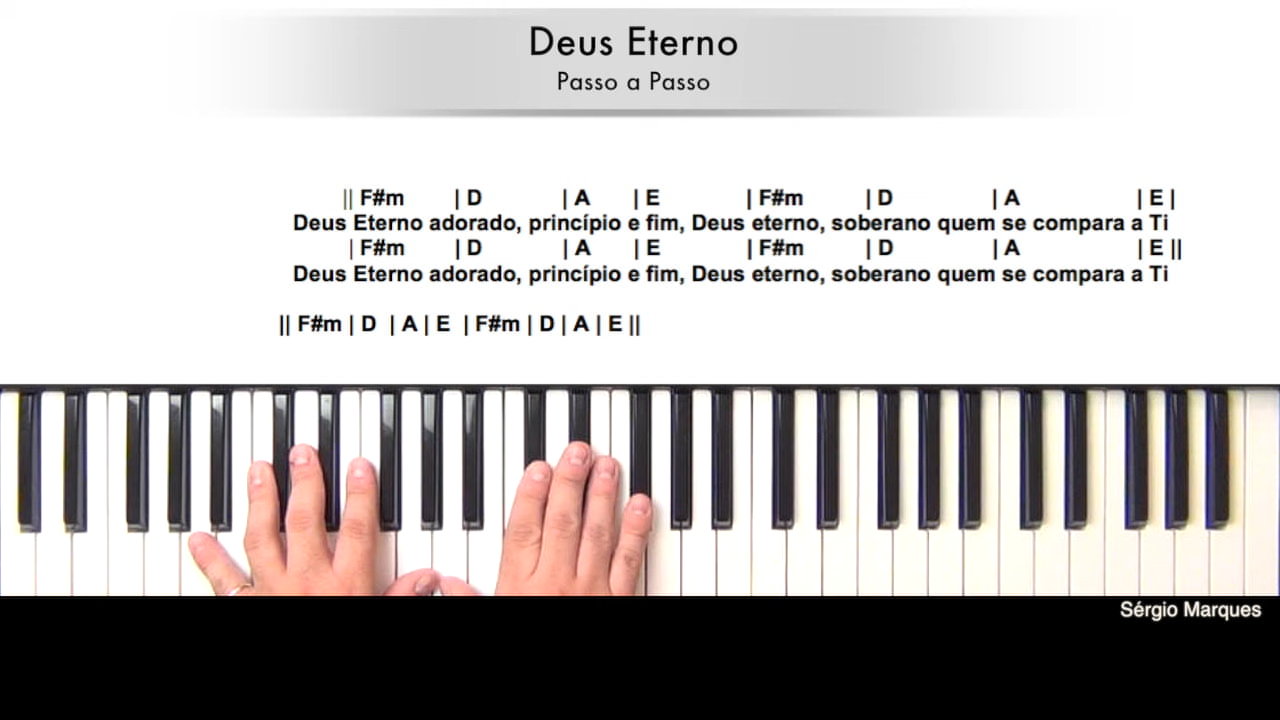 Deus Eterno
Passo a Passo
|| F#m | D | A | E | F#m | D | A | E |
Deus Eterno adorado, princípio e fim, Deus eterno, soberano quem se compara a Ti
| F#m | D | A | E | F#m | D | A | E ||
Deus Eterno adorado, princípio e fim, Deus eterno, soberano quem se compara a Ti
|| F#m | D | A | E | F#m | D | A | E ||
Sérgio Marques